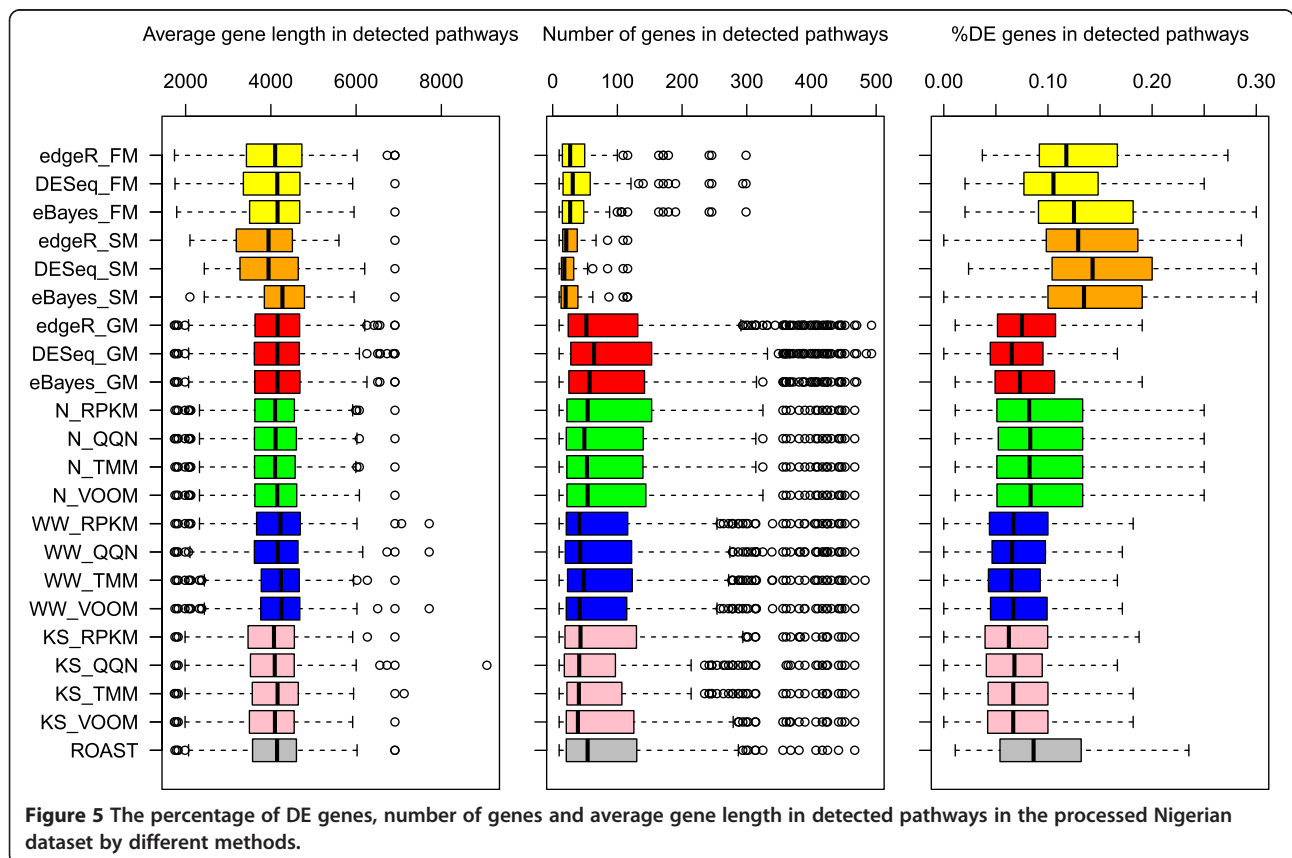 Average gene length in detected pathways
Number of genes in detected pathways
%DE genes in detected pathways
2000 4000 6000 8000
0 100 200 300 400 500
0.00 0.10 0.20 0.30
edgeR_FM
DESeq_FM
eBayes_FM
edgeR_SM
DESeq_SM
eBayes_SM
edgeR_GM
DESeq_GM
eBayes_GM
N_RPKM
N_QQN
N_TMM
N_VOOM
WW_RPKM
WW_QQN
WW_TMM
WW_VOOM
KS_RPKM
KS_QQN
KS_TMM
KS_VOOM
ROAST
Figure 5 The percentage of DE genes, number of genes and average gene length in detected pathways in the processed Nigerian
dataset by different methods.